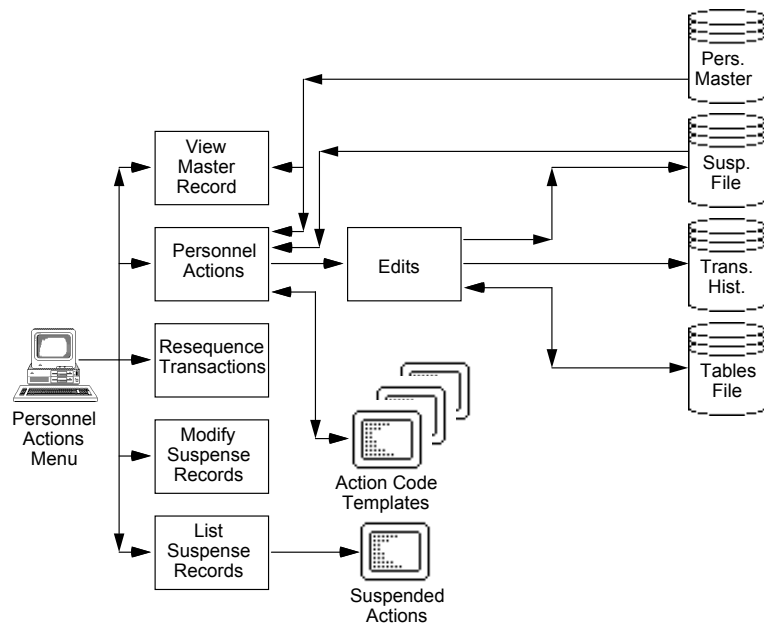 Pers.
Master
View
Master
Record
Susp.
File
Personnel
Actions
Edits
Trans.
Hist.
Resequence
Transactions
Tables
File
Personnel
Actions
Menu
Modify
Suspense
Records
Action Code
Templates
List
Suspense
Records
Suspended
Actions